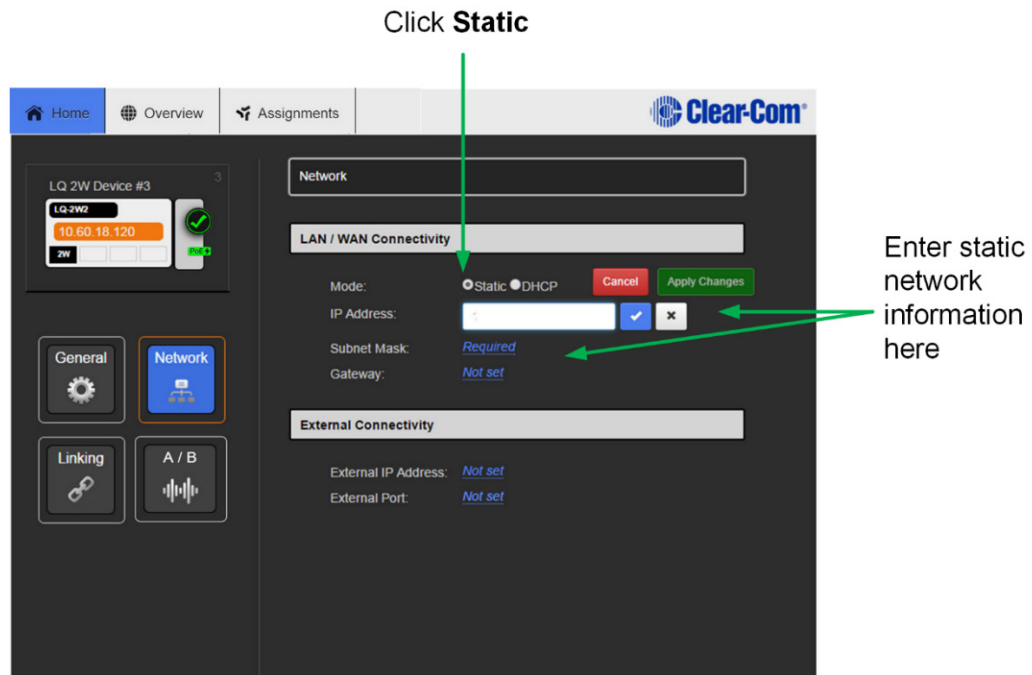 Click Static
Home
Overview
Assignments
Clear-Com
LQ 2W Device #3
3
LQ-2W2
10.60.18.120
2W
PoE+
General
Network
Linking
A / B
Network
LAN / WAN Connectivity
Mode:
Static
DHCP
Cancel
Apply Changes
IP Address:
Subnet Mask:
Required
Gateway:
Not set
External Connectivity
External IP Address:
Not set
External Port:
Not set
Enter static
network
information
here